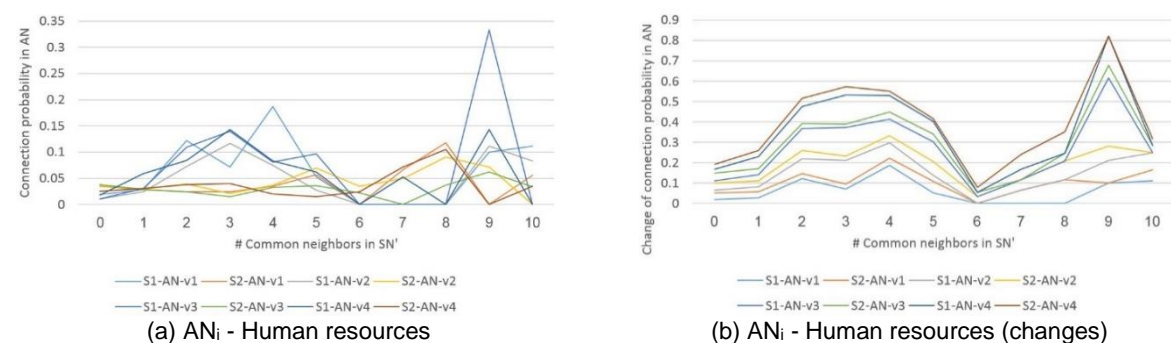 Connection probability in AN
0.35
0.3
0.25
0.2
0.15
0.1
0.05
0
0 1 2 3 4 5 6 7 8 9 10
# Common neighbors in SN'
S1-AN-v1 S2-AN-v1 S1-AN-v2 S2-AN-v2
S1-AN-v3 S2-AN-v3 S1-AN-v4 S2-AN-v4
(a) ANi - Human resources
Change of connection probability in AN
0.9
0.8
0.7
0.6
0.5
0.4
0.3
0.2
0.1
0
0 1 2 3 4 5 6 7 8 9 10
# Common neighbors in SN'
S1-AN-v1 S2-AN-v1 S1-AN-v2 S2-AN-v2
S1-AN-v3 S2-AN-v3 S1-AN-v4 S2-AN-v4
(b) ANi - Human resources (changes)